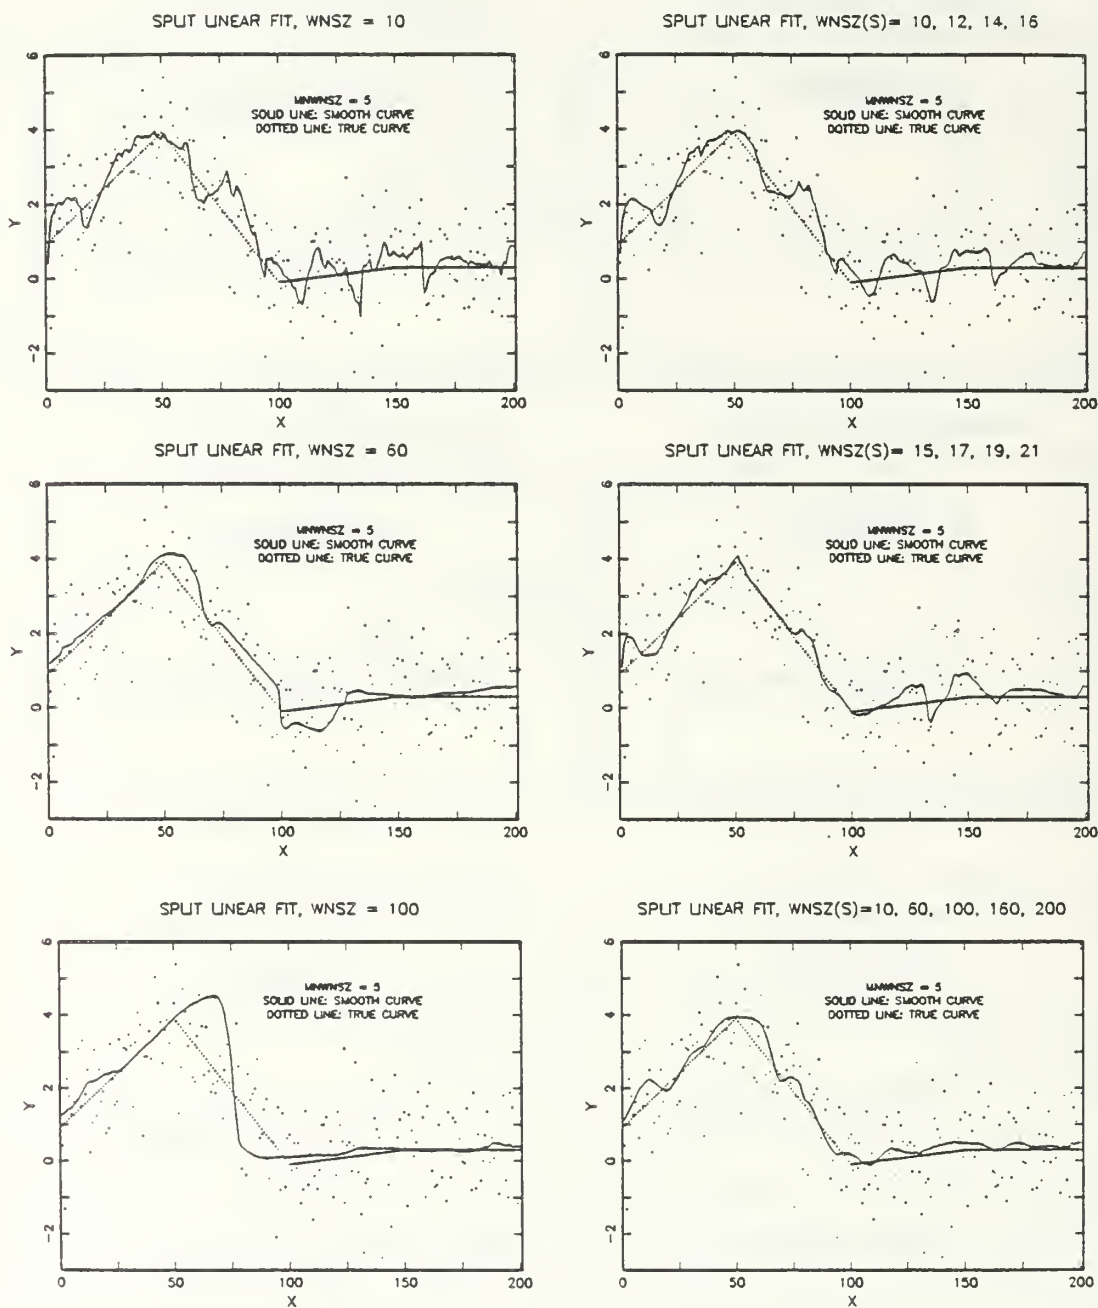 SPLIT LINEAR FIT, WNSZ = 10
6
4
2
0
-2
Y
MNWNSZ = 5
SOLID LINE: SMOOTH CURVE
DOTTED LINE: TRUE CURVE
0 50 100 150 200
X
SPLIT LINEAR FIT, WNSZ(S)= 10, 12, 14, 16
6
4
2
0
-2
Y
MNWNSZ = 5
SOLID LINE: SMOOTH CURVE
DOTTED LINE: TRUE CURVE
0 50 100 150 200
X
SPLIT LINEAR FIT, WNSZ = 60
6
4
2
0
-2
Y
MNWNSZ = 5
SOLID LINE: SMOOTH CURVE
DOTTED LINE: TRUE CURVE
0 50 100 150 200
X
SPLIT LINEAR FIT, WNSZ(S)= 15, 17, 19, 21
6
4
2
0
-2
Y
MNWNSZ = 5
SOLID LINE: SMOOTH CURVE
DOTTED LINE: TRUE CURVE
0 50 100 150 200
X
SPLIT LINEAR FIT, WNSZ = 100
6
4
2
0
-2
Y
MNWNSZ = 5
SOLID LINE: SMOOTH CURVE
DOTTED LINE: TRUE CURVE
0 50 100 150 200
X
SPLIT LINEAR FIT, WNSZ(S)=10, 60, 100, 160, 200
6
4
2
0
-2
Y
MNWNSZ = 5
SOLID LINE: SMOOTH CURVE
DOTTED LINE: TRUE CURVE
0 50 100 150 200
X